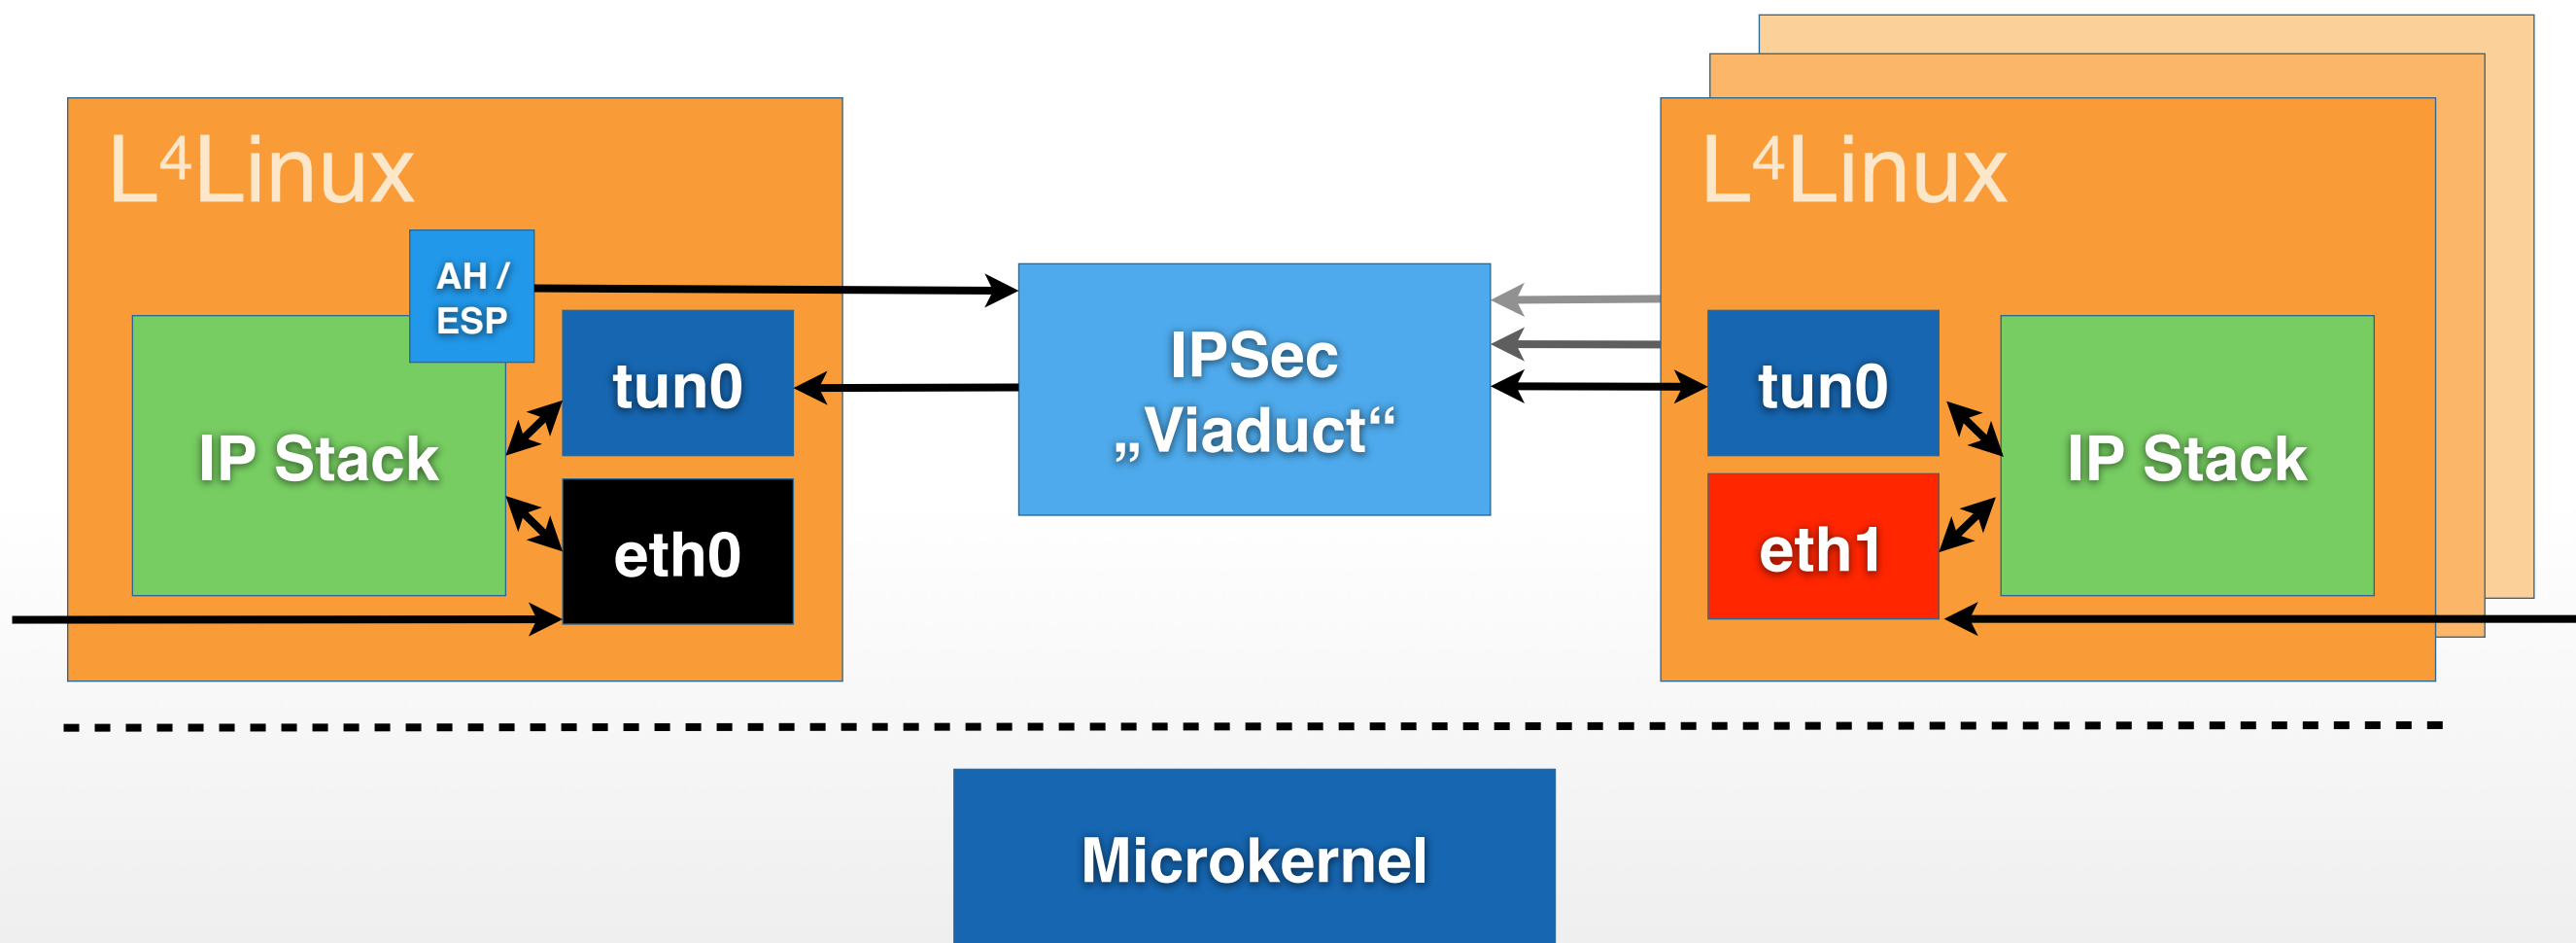 L⁴Linux
AH /
ESP
tun0
IP Stack
eth0
IPSec
„Viaduct“
L⁴Linux
tun0
IP Stack
eth1
Microkernel